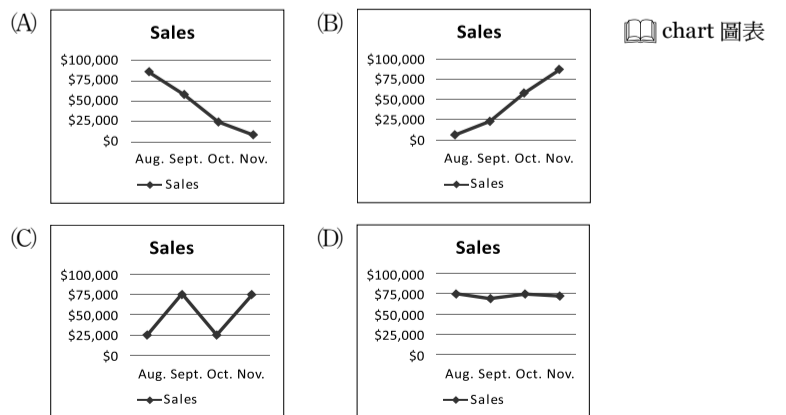 (A)
Sales
$100,000
$75,000
$50,000
$25,000
$0
Aug. Sept. Oct. Nov.
Sales
(B)
Sales
$100,000
$75,000
$50,000
$25,000
$0
Aug. Sept. Oct. Nov.
Sales
chart 圖表
(C)
Sales
$100,000
$75,000
$50,000
$25,000
$0
Aug. Sept. Oct. Nov.
Sales
(D)
Sales
$100,000
$75,000
$50,000
$25,000
$0
Aug. Sept. Oct. Nov.
Sales